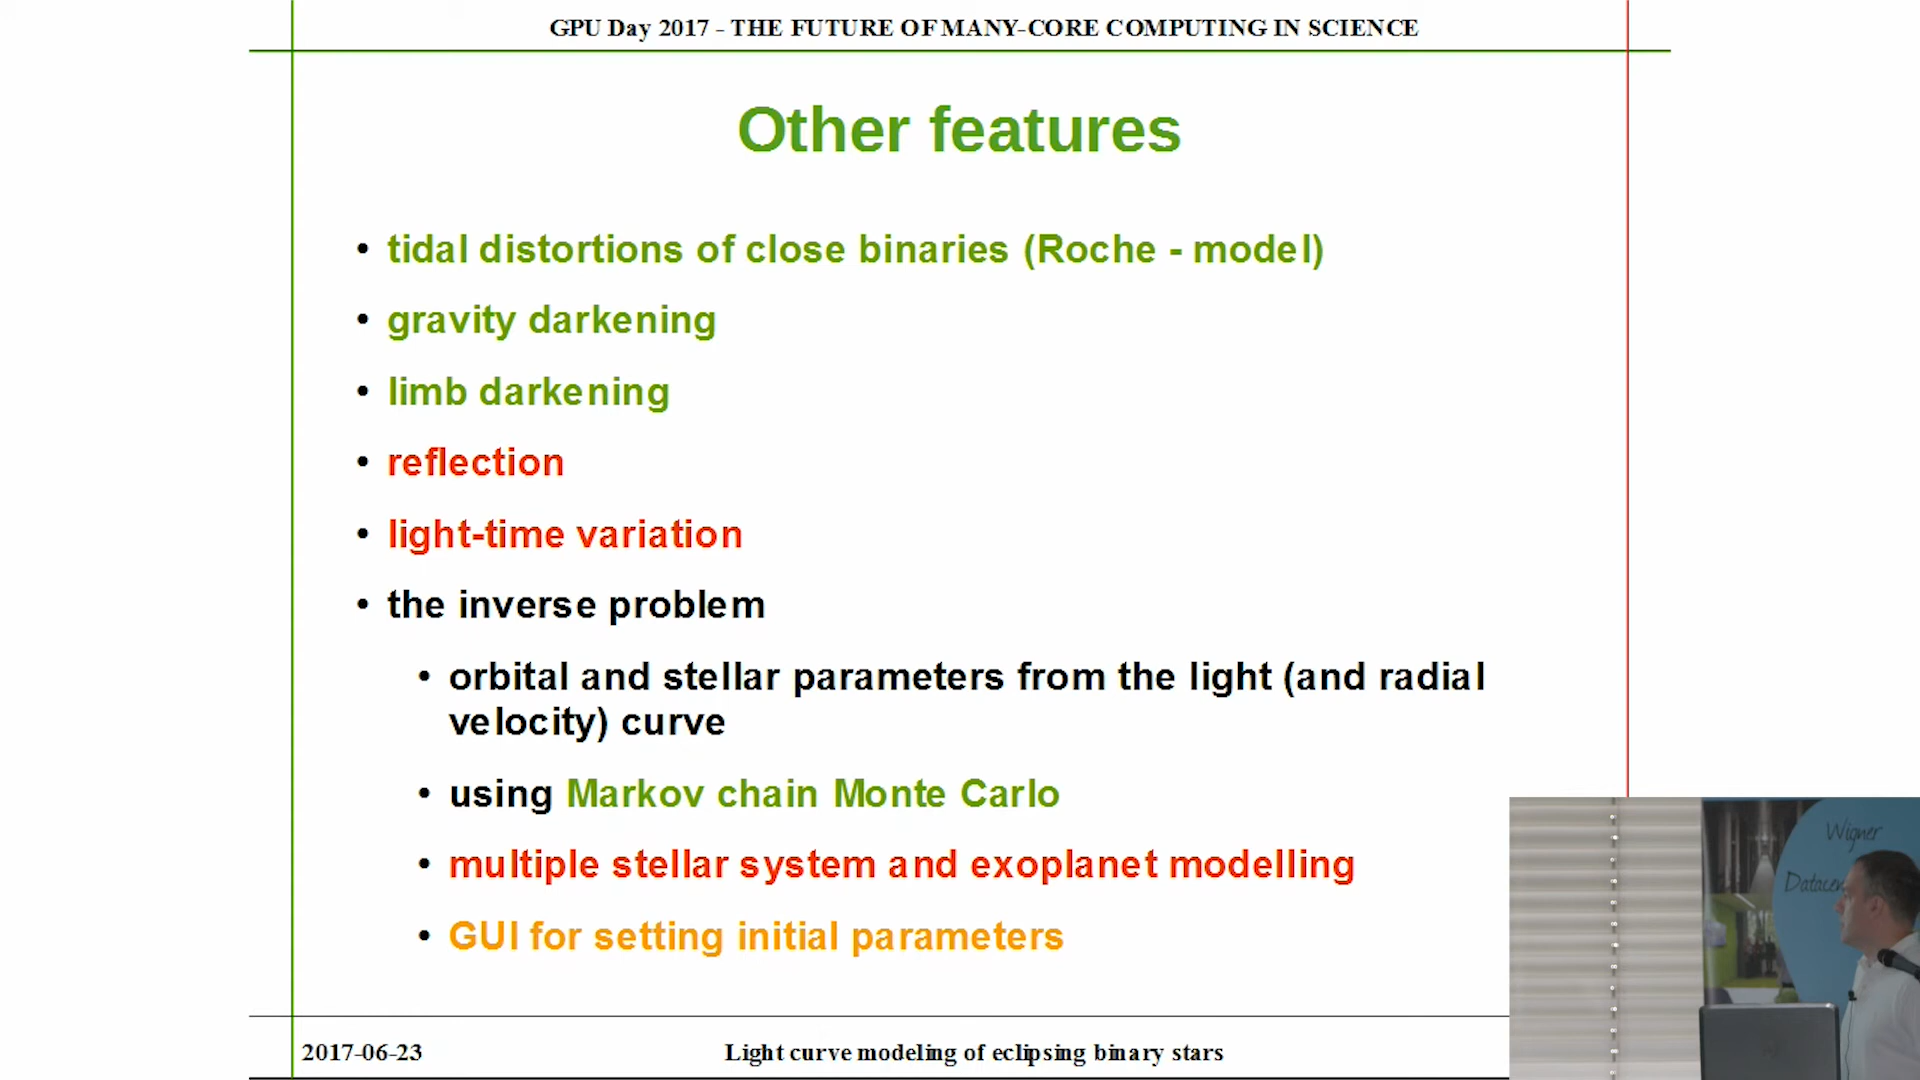 GPU Day 2017 - THE FUTURE OF MANY-CORE COMPUTING IN SCIENCE
Other features
• tidal distortions of close binaries (Roche - model)
• gravity darkening
• limb darkening
• reflection
• light-time variation
• the inverse problem
• orbital and stellar parameters from the light (and radial
velocity) curve
• using Markov chain Monte Carlo
• multiple stellar system and exoplanet modelling
• GUI for setting initial parameters
Wigner
2017-06-23
Light curve modeling of eclipsing binary stars